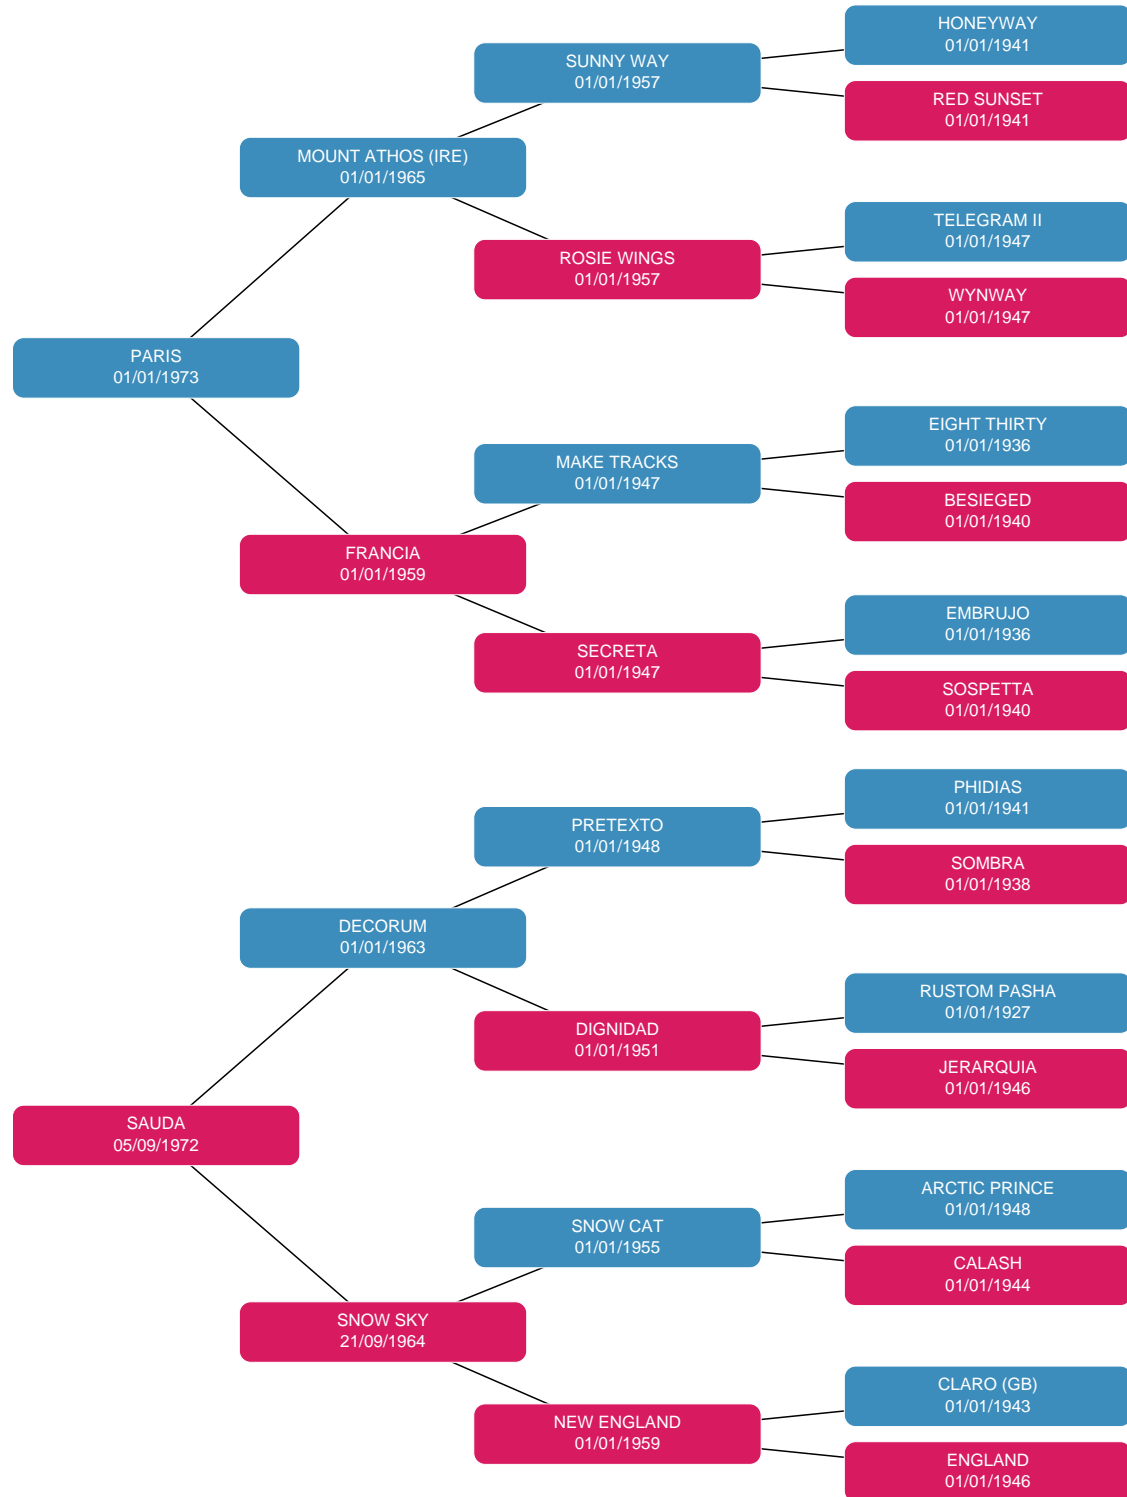 HONEYWAY
01/01/1941
SUNNY WAY
01/01/1957
RED SUNSET
01/01/1941
MOUNT ATHOS (IRE)
01/01/1965
TELEGRAM II
01/01/1947
ROSIE WINGS
01/01/1957
WYNWAY
01/01/1947
PARIS
01/01/1973
EIGHT THIRTY
01/01/1936
MAKE TRACKS
01/01/1947
BESIEGED
01/01/1940
FRANCIA
01/01/1959
EMBRUJO
01/01/1936
SECRETA
01/01/1947
SOSPETTA
01/01/1940
PHIDIAS
01/01/1941
PRETEXTO
01/01/1948
SOMBRA
01/01/1938
DECORUM
01/01/1963
RUSTOM PASHA
01/01/1927
DIGNIDAD
01/01/1951
JERARQUIA
01/01/1946
SAUDA
05/09/1972
ARCTIC PRINCE
01/01/1948
SNOW CAT
01/01/1955
CALASH
01/01/1944
SNOW SKY
21/09/1964
CLARO (GB)
01/01/1943
NEW ENGLAND
01/01/1959
ENGLAND
01/01/1946